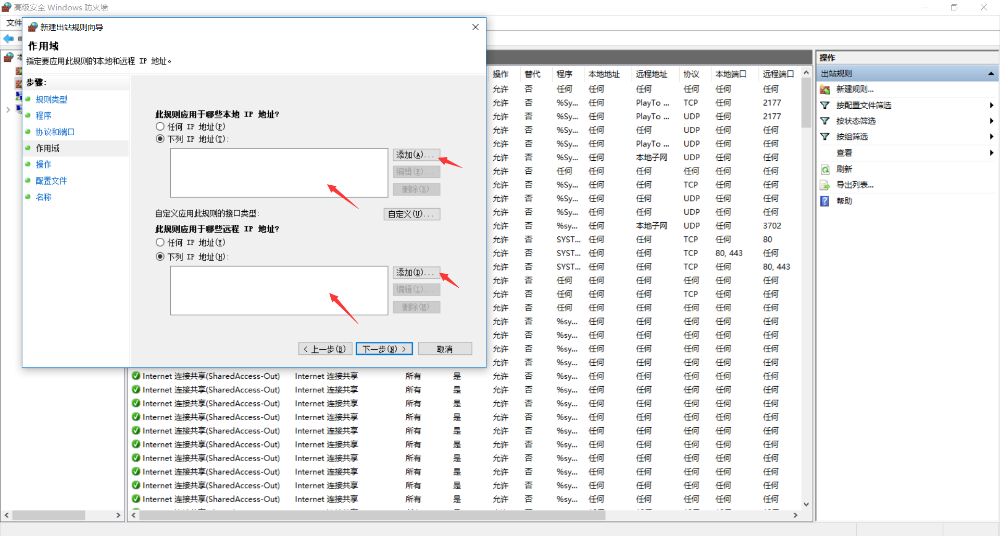 高级安全 Windows 防火墙
文件
新建出站规则向导
作用域
指定要应用此规则的本地和远程 IP 地址。
步骤:
规则类型
程序
协议和端口
作用域
操作
配置文件
名称
此规则应用于哪些本地 IP 地址?
任何 IP 地址(P)
下列 IP 地址(T):
添加(A)...
编辑(E)...
删除(R)
自定义应用此规则的接口类型:
自定义(U)...
此规则应用于哪些远程 IP 地址?
任何 IP 地址(Y)
下列 IP 地址(H):
添加(D)...
编辑(I)...
删除(M)
< 上一步(B)
下一步(N) >
取消
操作 替代 程序 本地地址 远程地址 协议 本地端口 远程端口
允许 否 任何 任何 任何 任何 任何 任何
允许 否 %Sy... 任何 PlayTo ... TCP 任何 2177
允许 否 %Sy... 任何 PlayTo ... UDP 任何 2177
允许 否 %Sy... 任何 任何 UDP 任何 任何
允许 否 %Sy... 任何 PlayTo ... UDP 任何 任何
允许 否 %Sy... 任何 本地子网 UDP 任何 任何
允许 否 任何 任何 任何 任何 任何 任何
允许 否 %Sy... 任何 任何 TCP 任何 任何
允许 否 %Sy... 任何 任何 UDP 任何 任何
允许 否 %Sy... 任何 任何 UDP 任何 任何
允许 否 %sy... 任何 本地子网 UDP 任何 3702
允许 否 SYST... 任何 任何 TCP 任何 80
允许 否 SYST... 任何 任何 TCP 80, 443 任何
允许 否 SYST... 任何 任何 TCP 任何 80, 443
允许 否 任何 任何 任何 任何 任何 任何
允许 否 任何 任何 任何 TCP 任何 任何
允许 否 任何 任何 任何 任何 任何 任何
允许 否 %sy... 任何 任何 任何 任何 任何
允许 否 %sy... 任何 任何 任何 任何 任何
允许 否 %sy... 任何 任何 任何 任何 任何
允许 否 %sy... 任何 任何 任何 任何 任何
Internet 连接共享(SharedAccess-Out) Internet 连接共享 所有 是 允许 否 %sy... 任何 任何 任何 任何 任何
Internet 连接共享(SharedAccess-Out) Internet 连接共享 所有 是 允许 否 %sy... 任何 任何 任何 任何 任何
Internet 连接共享(SharedAccess-Out) Internet 连接共享 所有 是 允许 否 %sy... 任何 任何 任何 任何 任何
Internet 连接共享(SharedAccess-Out) Internet 连接共享 所有 是 允许 否 %sy... 任何 任何 任何 任何 任何
Internet 连接共享(SharedAccess-Out) Internet 连接共享 所有 是 允许 否 %sy... 任何 任何 任何 任何 任何
Internet 连接共享(SharedAccess-Out) Internet 连接共享 所有 是 允许 否 %sy... 任何 任何 任何 任何 任何
Internet 连接共享(SharedAccess-Out) Internet 连接共享 所有 是 允许 否 %sy... 任何 任何 任何 任何 任何
Internet 连接共享(SharedAccess-Out) Internet 连接共享 所有 是 允许 否 %sy... 任何 任何 任何 任何 任何
Internet 连接共享(SharedAccess-Out) Internet 连接共享 所有 是 允许 否 %sy... 任何 任何 任何 任何 任何
Internet 连接共享(SharedAccess-Out) Internet 连接共享 所有 是 允许 否 %sy... 任何 任何 任何 任何 任何
操作
出站规则
新建规则...
按配置文件筛选
按状态筛选
按组筛选
查看
刷新
导出列表...
帮助